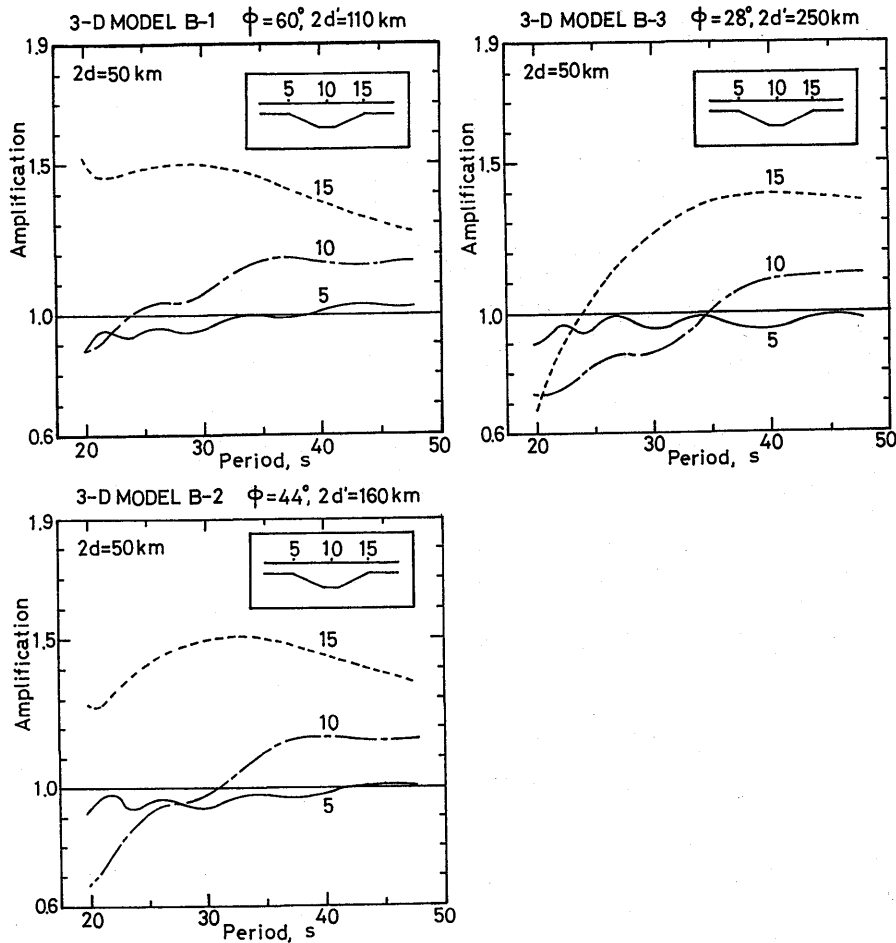 3-D MODEL B-1 ϕ=60°, 2d'=110 km
1.9
2d=50 km
5 10 15
1.5
Amplification
15
10
5
1.0
0.6
20 30 40 50
Period, s
3-D MODEL B-3 ϕ=28°, 2d'=250 km
1.9
2d=50 km
5 10 15
1.5
Amplification
15
10
1.0
5
0.6
20 30 40 50
Period, s
3-D MODEL B-2 ϕ=44°, 2d'=160 km
1.9
2d=50 km
5 10 15
1.5
Amplification
15
10
1.0
5
0.6
20 30 40 50
Period, s